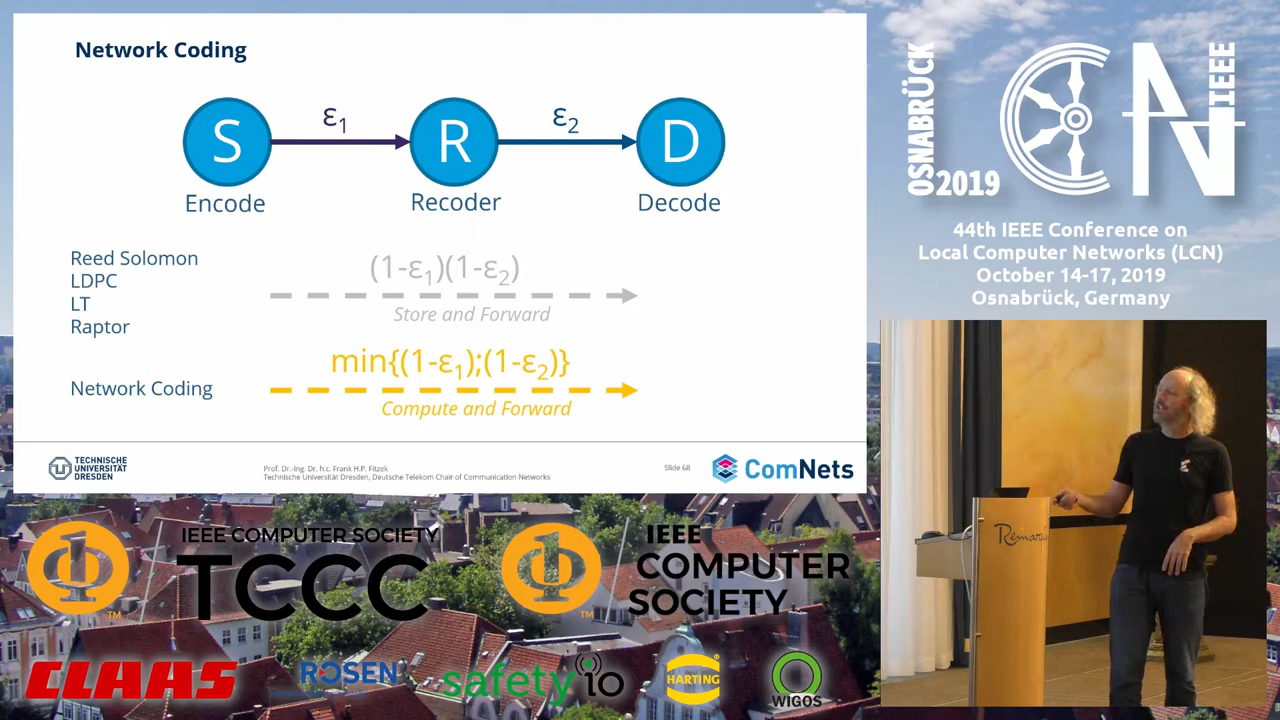 Network Coding
ε1
ε2
S
R
D
Encode
Recoder
Decode
Reed Solomon
LDPC
LT
Raptor
(1-ε1)(1-ε2)
Store and Forward
min{(1-ε1);(1-ε2)}
Network Coding
Compute and Forward
TECHNISCHE
UNIVERSITÄT
DRESDEN
Prof. Dr.-Ing. Dr. h.c. Frank H.P. Fitzek
Technische Universität Dresden, Deutsche Telekom Chair of Communication Networks
Slide 68
ComNets
OSNABRÜCK
2019
LCN
IEEE
44th IEEE Conference on
Local Computer Networks (LCN)
October 14-17, 2019
Osnabrück, Germany
IEEE COMPUTER SOCIETY
TCCC
TM
IEEE
COMPUTER
SOCIETY
TM
CLAAS
ROSEN
safetyio
HARTING
WIGOS